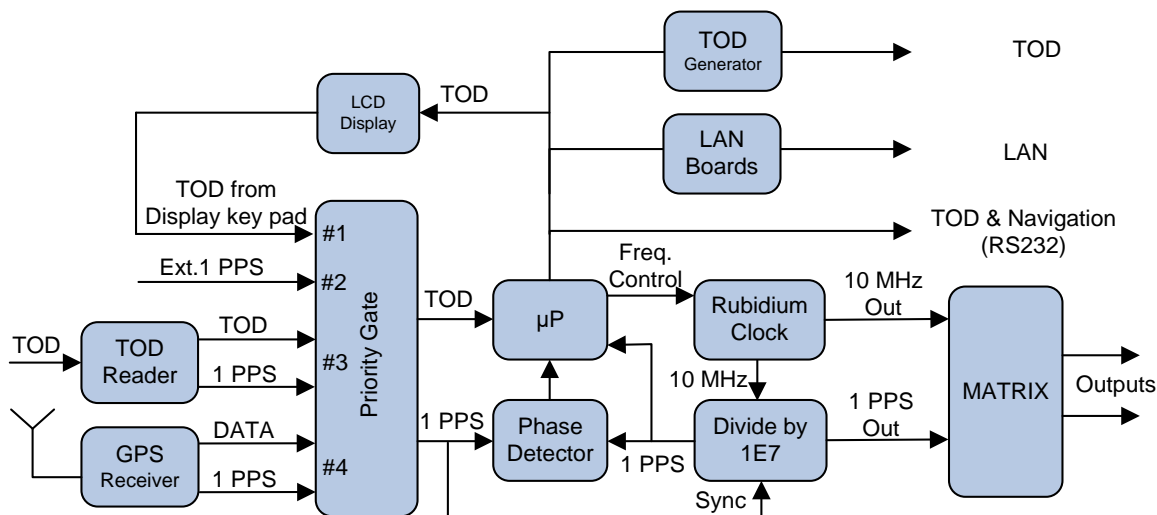 TOD
Generator
TOD
LCD
Display
TOD
LAN
Boards
LAN
TOD from
Display key pad
#1
TOD & Navigation
(RS232)
Ext.1 PPS
#2
Freq.
Control
10 MHz
Out
TOD
µP
Rubidium
Clock
TOD
TOD
Reader
TOD
1 PPS
#3
Priority Gate
10 MHz
MATRIX
Outputs
DATA
GPS
Receiver
1 PPS
#4
1 PPS
Phase
Detector
1 PPS
Divide by
1E7
1 PPS
Out
Sync